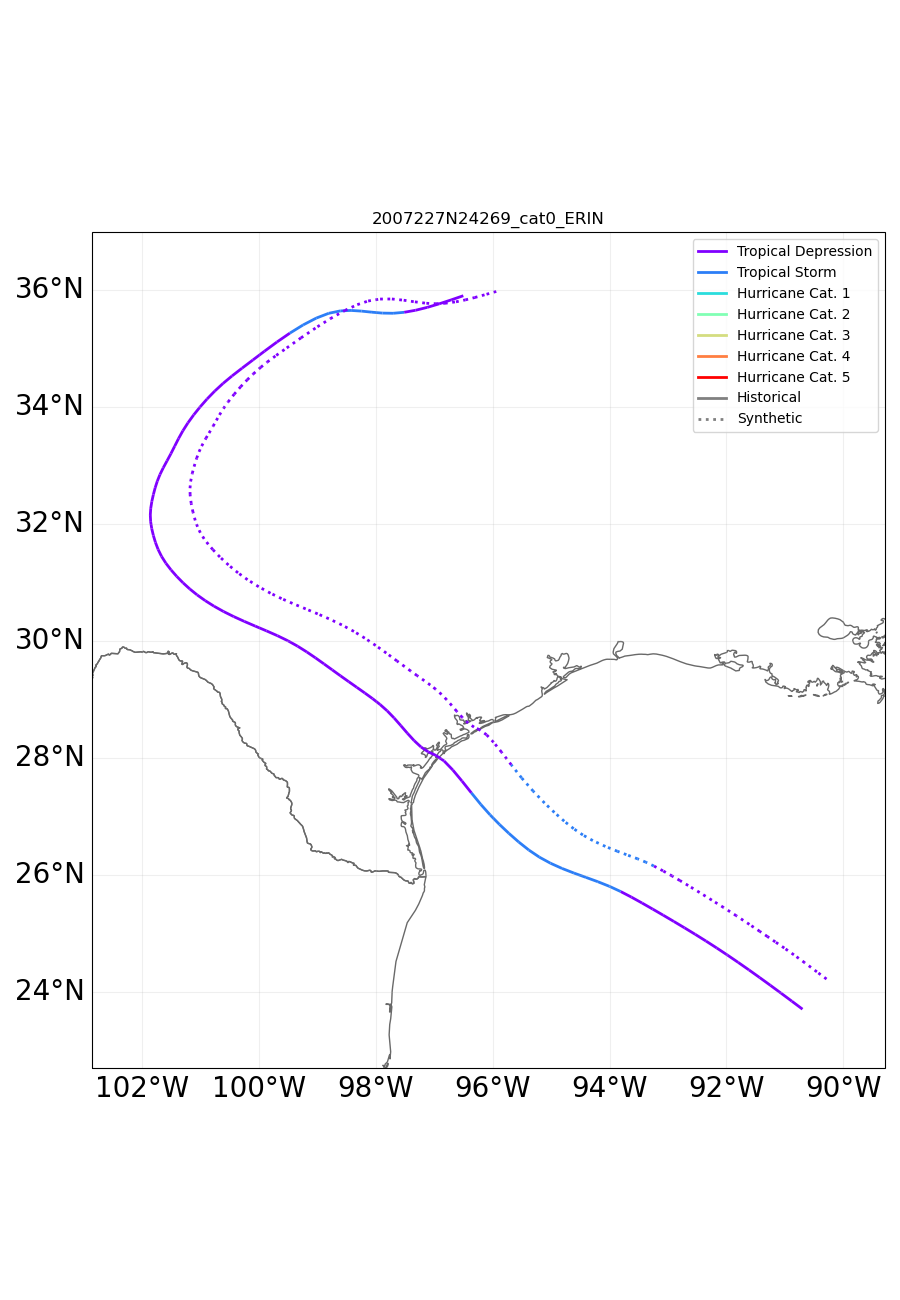 2007227N24269_cat0_ERIN
Tropical Depression
Tropical Storm
Hurricane Cat. 1
Hurricane Cat. 2
Hurricane Cat. 3
Hurricane Cat. 4
Hurricane Cat. 5
Historical
Synthetic
36°N
34°N
32°N
30°N
28°N
26°N
24°N
102°W 100°W 98°W 96°W 94°W 92°W 90°W